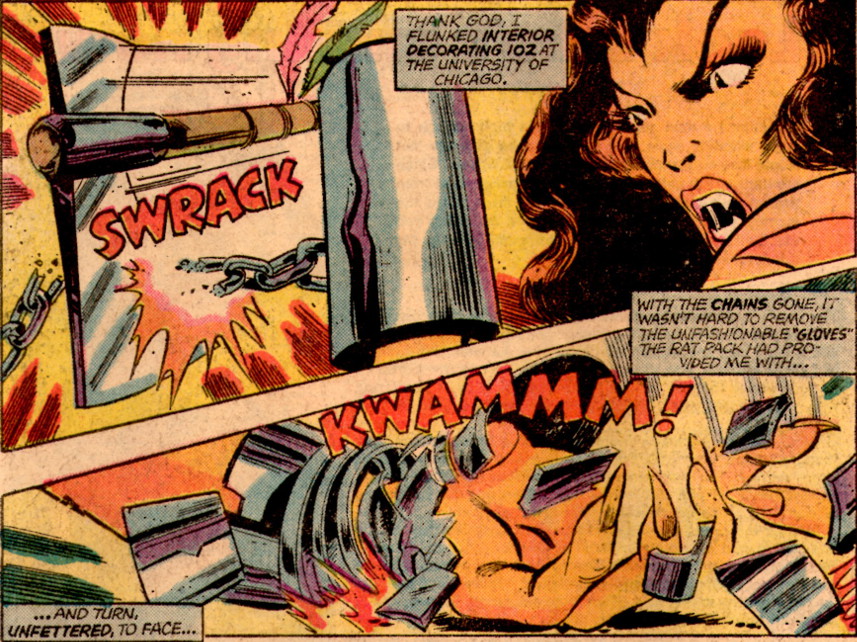 THANK GOD, I
FLUNKED INTERIOR
DECORATING 102 AT
THE UNIVERSITY OF
CHICAGO.
SWRACK
WITH THE CHAINS GONE, IT
WASN'T HARD TO REMOVE
THE UNFASHIONABLE "GLOVES"
THE RAT PACK HAD PRO-
VIDED ME WITH...
KWAMMM!
...AND TURN,
UNFETTERED, TO FACE...